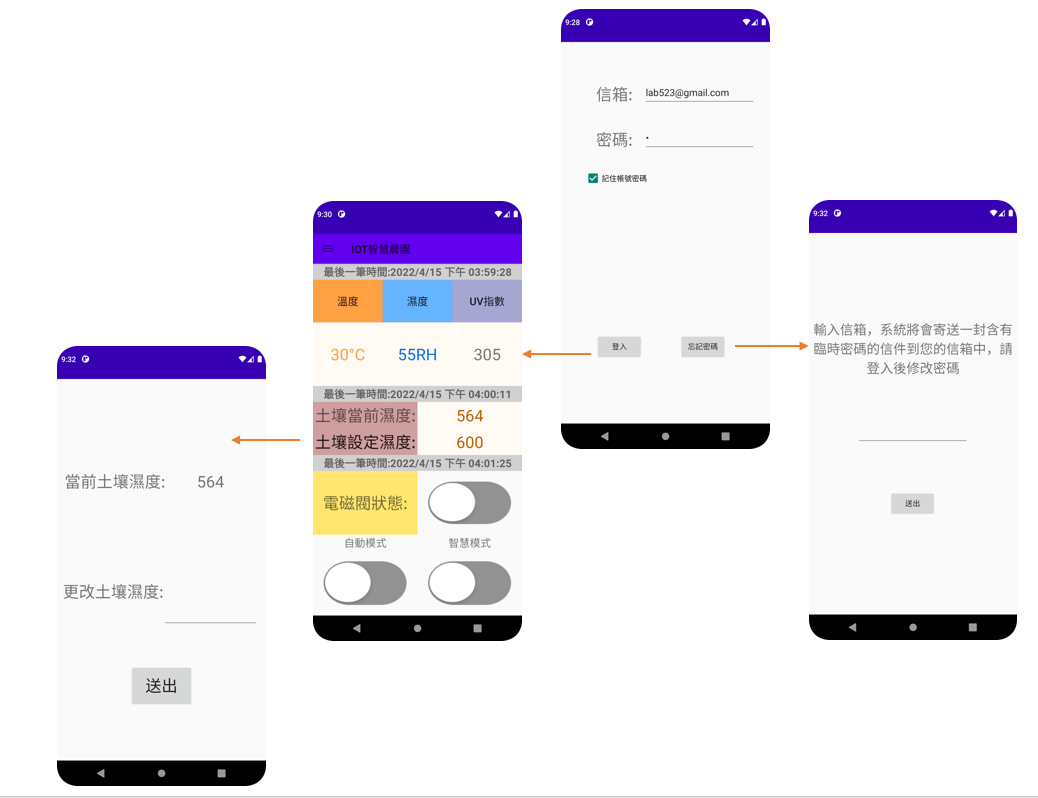 9:28
信箱: lab523@gmail.com
密碼: ·
記住帳號密碼
登入 忘記密碼
9:30
IOT智慧農園
最後一筆時間:2022/4/15 下午 03:59:28
溫度 濕度 UV指數
30°C 55RH 305
最後一筆時間:2022/4/15 下午 04:00:11
土壤當前濕度: 564
土壤設定濕度: 600
最後一筆時間:2022/4/15 下午 04:01:25
電磁閥狀態:
自動模式 智慧模式
9:32
輸入信箱，系統將會寄送一封含有
臨時密碼的信件到您的信箱中，請
登入後修改密碼
送出
9:32
當前土壤濕度: 564
更改土壤濕度:
送出